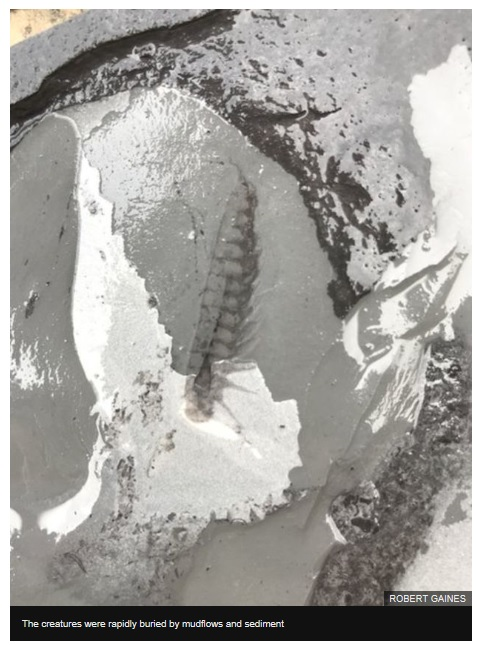 ROBERT GAINES
The creatures were rapidly buried by mudflows and sediment